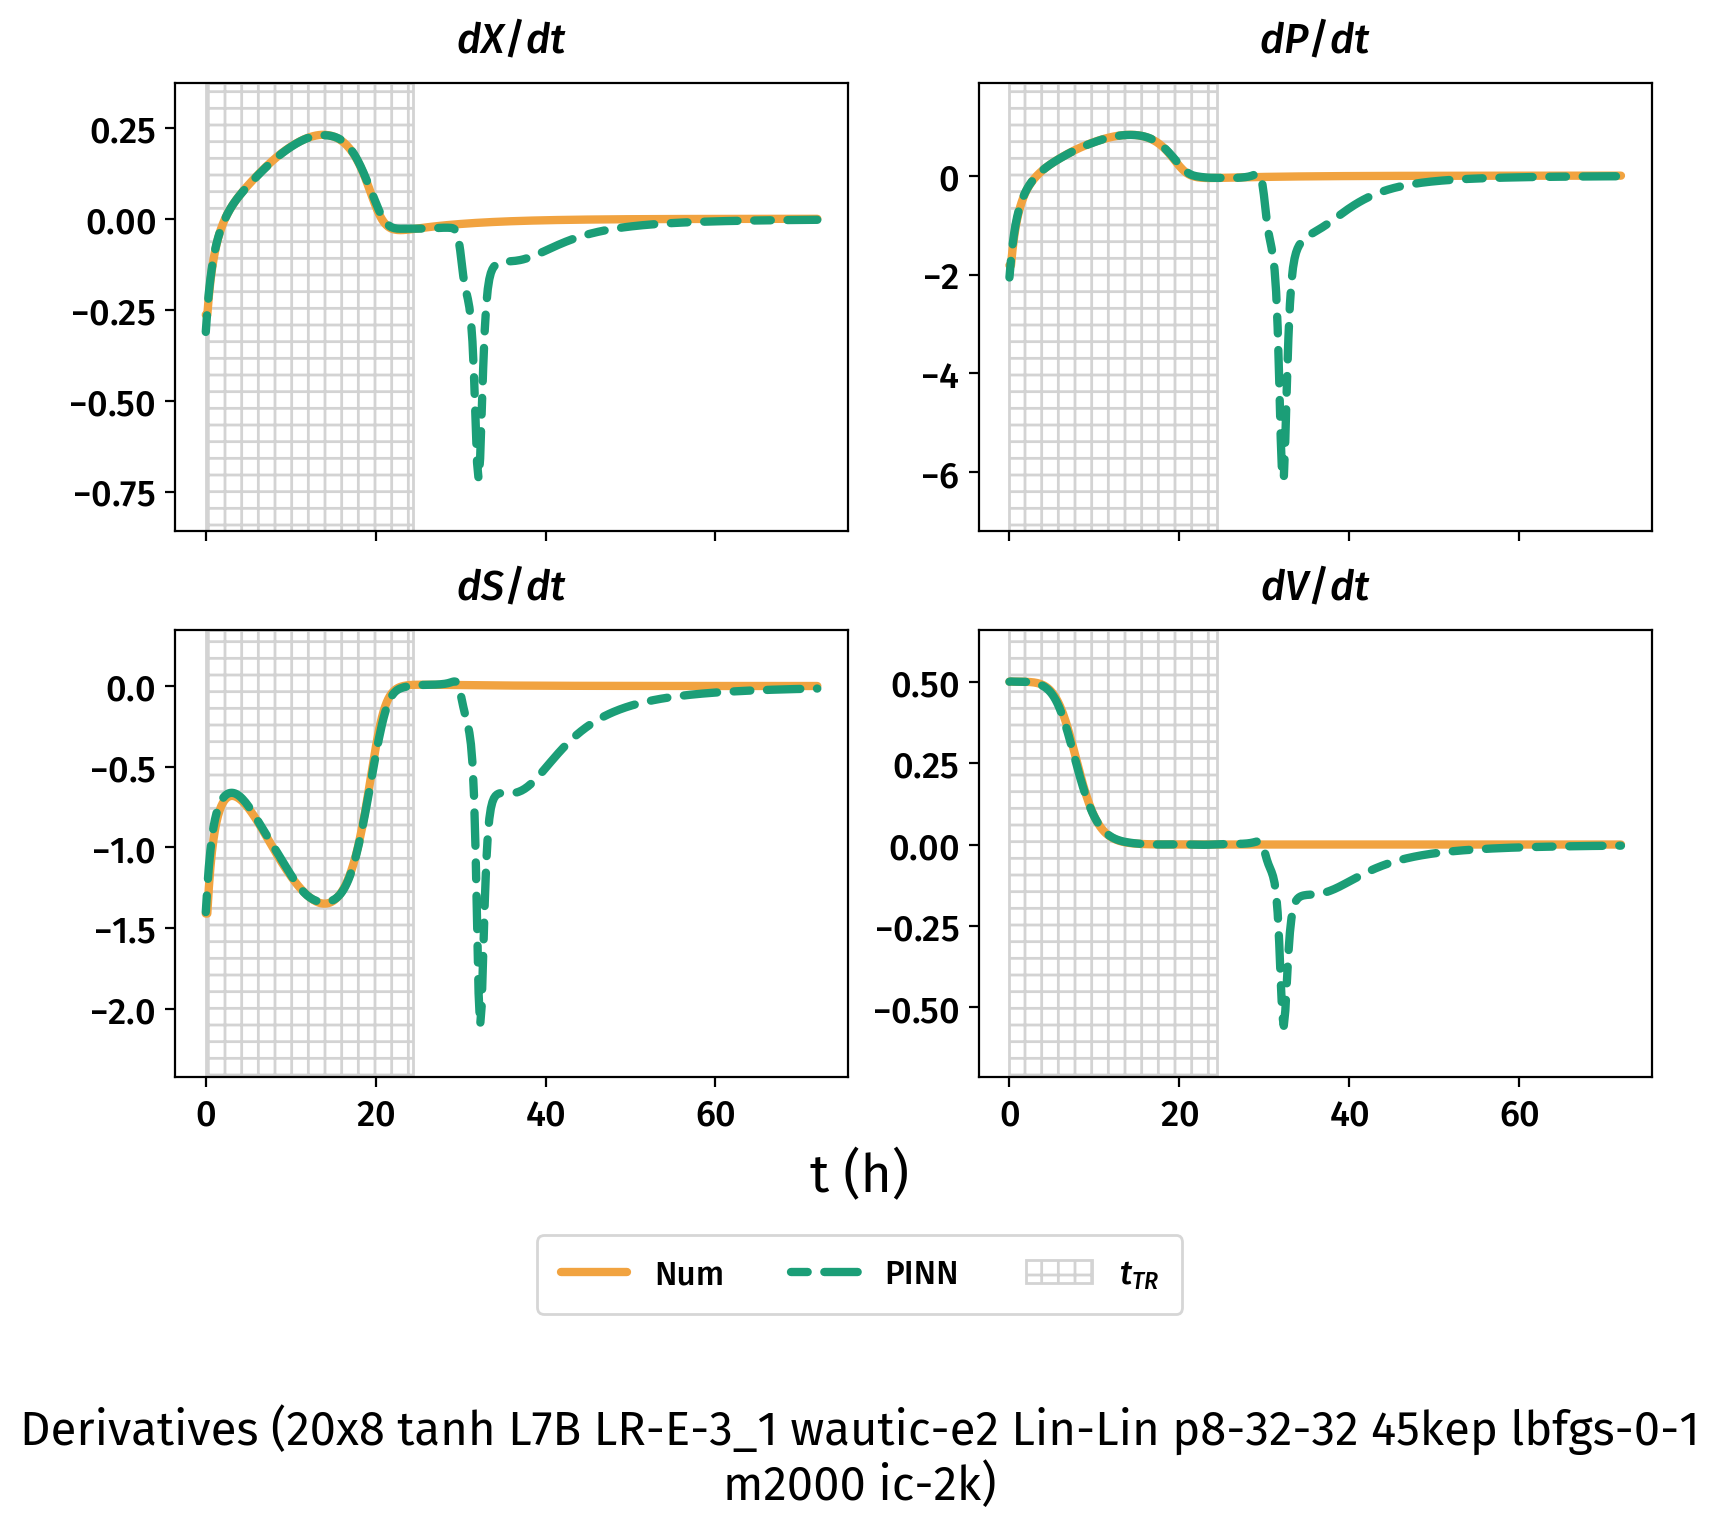 dX/dt
dP/dt
0.25
0.00
−0.25
−0.50
−0.75
0
−2
−4
−6
dS/dt
dV/dt
0.0
−0.5
−1.0
−1.5
−2.0
0.50
0.25
0.00
−0.25
−0.50
0 20 40 60
0 20 40 60
t (h)
Num PINN t_TR
Derivatives (20x8 tanh L7B LR-E-3_1 wautic-e2 Lin-Lin p8-32-32 45kep lbfgs-0-1
m2000 ic-2k)